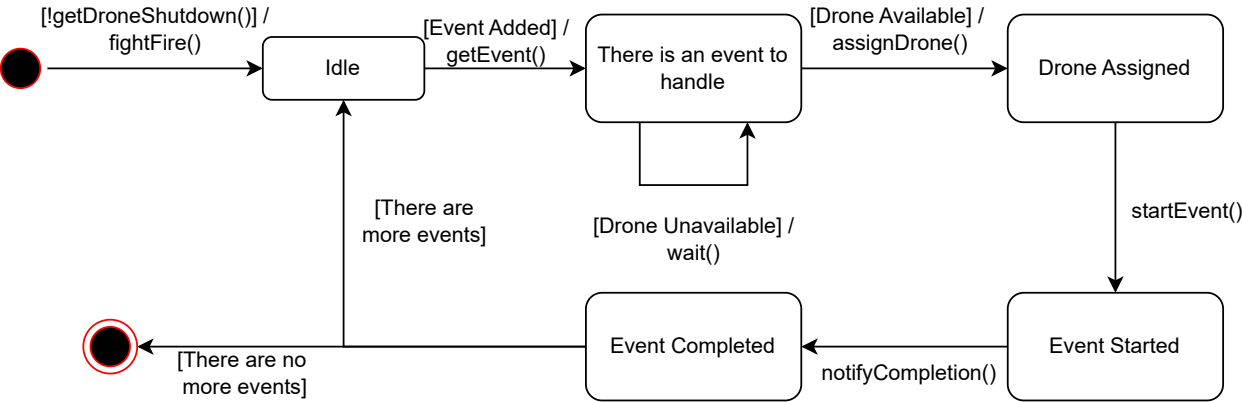 [!getDroneShutdown()] /
fightFire()
Idle
[Event Added] /
getEvent()
There is an event to
handle
[Drone Available] /
assignDrone()
Drone Assigned
[Drone Unavailable] /
wait()
startEvent()
[There are
more events]
Event Started
notifyCompletion()
Event Completed
[There are no
more events]